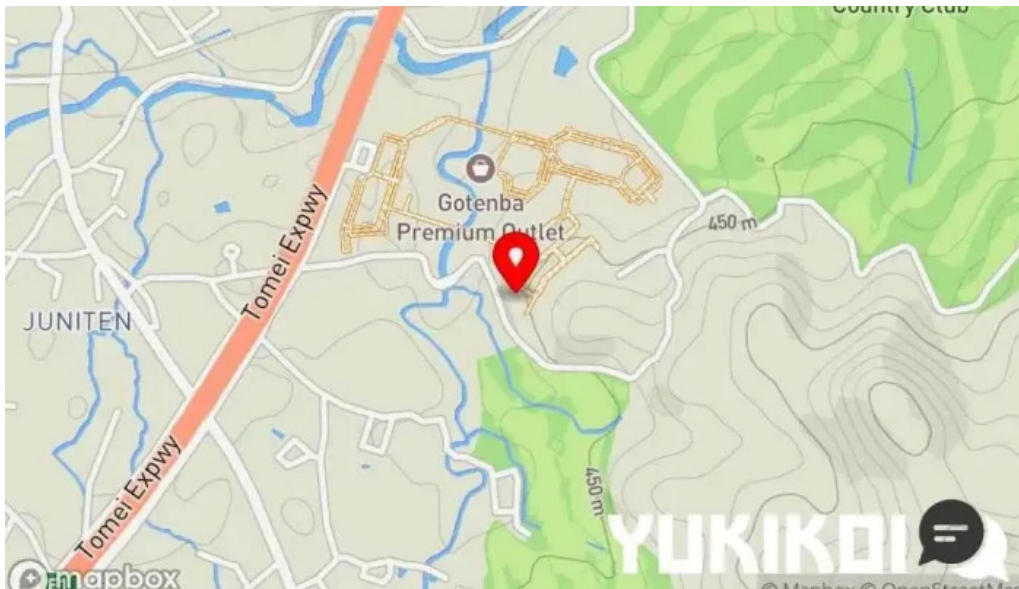 Country Club
Gotenba
Premium Outlet
450 m
Tomei Expwy
JUNITEN
Tomei Expwy
450 m
YUKIKOI
mapbox
© Mapbox © OpenStreetMap